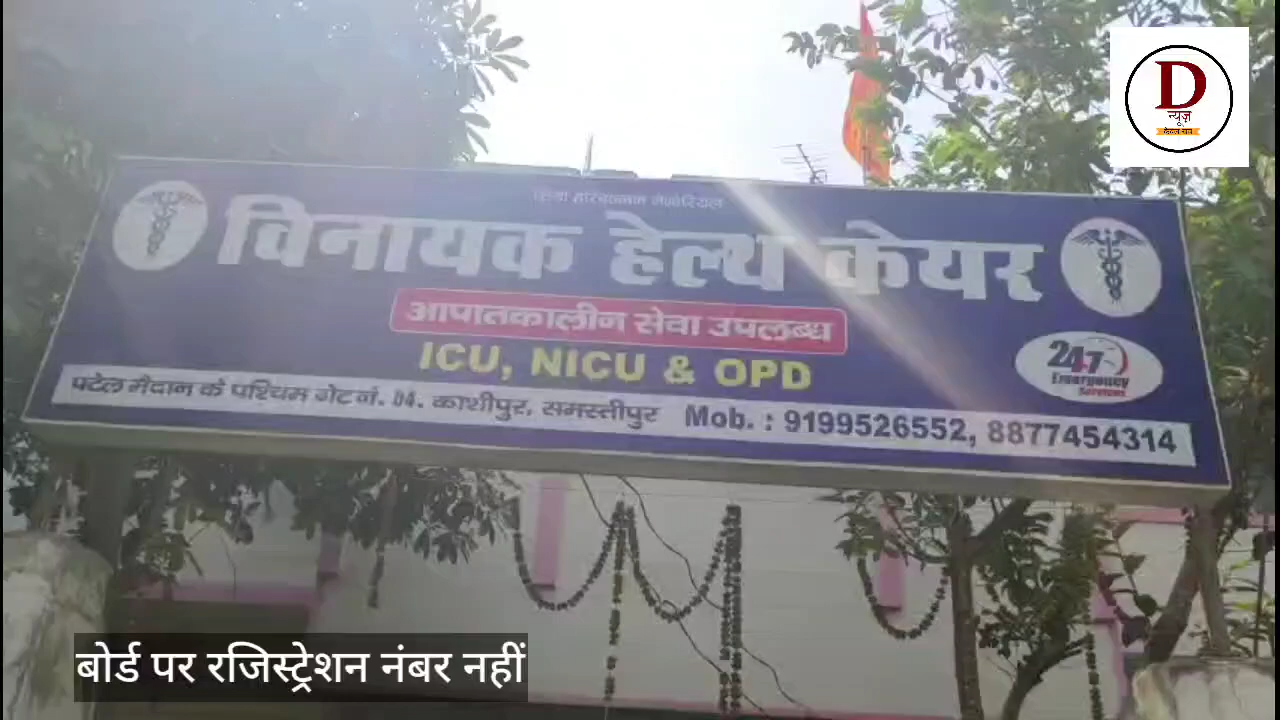 D
न्यूज़
विनायक हेल्थ केयर
आपातकालीन सेवा उपलब्ध
ICU, NICU & OPD
24x7
Emergency
Services
पटेल मैदान के पश्चिम गेट नं. 04. काशीपुर, समस्तीपुर Mob. : 9199526552, 8877454314
बोर्ड पर रजिस्ट्रेशन नंबर नहीं